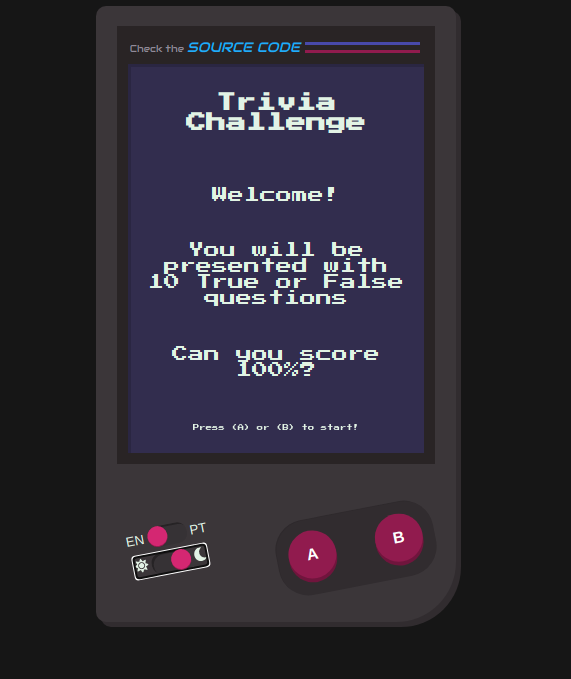 Check the SOURCE CODE
Trivia
Challenge
Welcome!
You will be
presented with
10 True or False
questions
Can you score
100%?
Press (A) or (B) to start!
EN PT
A B